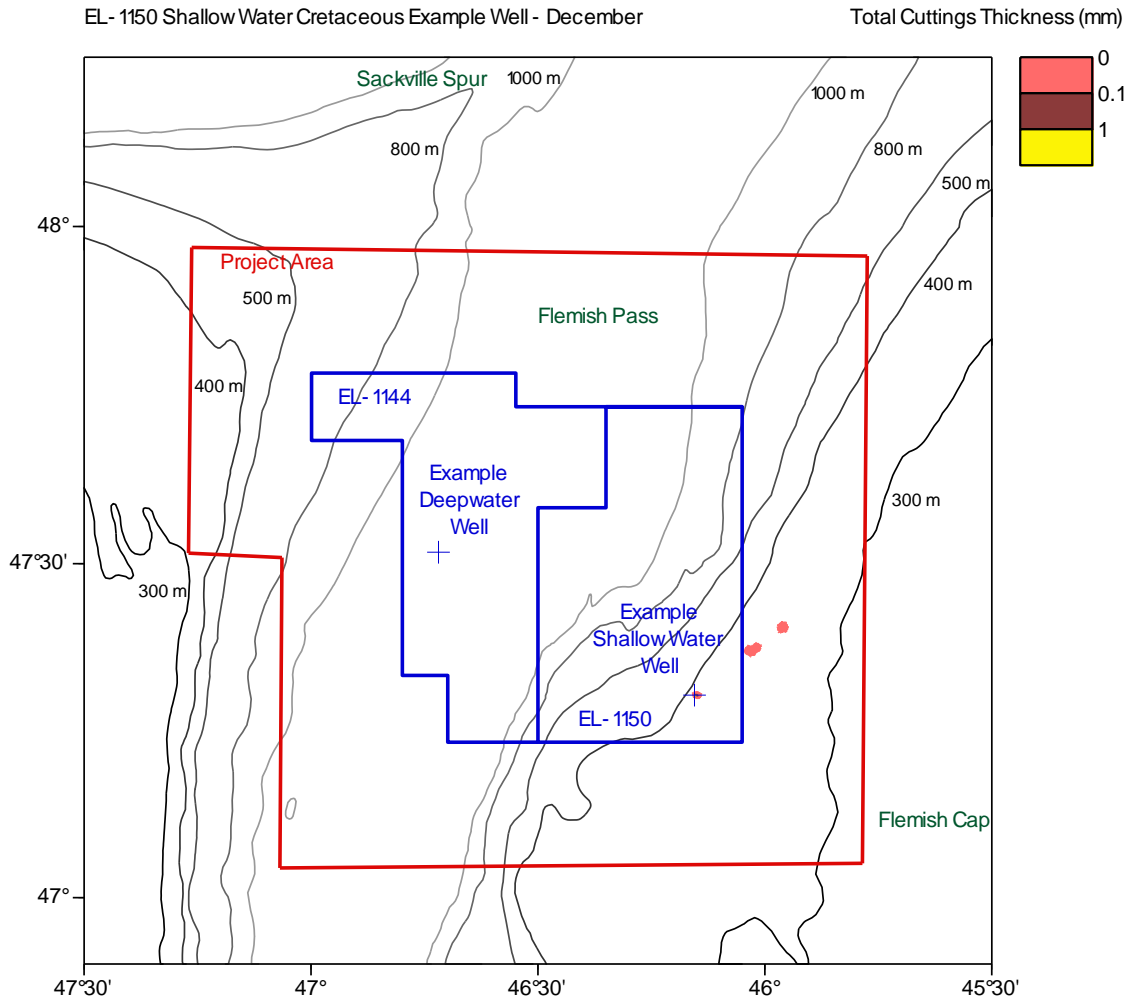 EL- 1150 Shallow Water Cretaceous Example Well - December
Total Cuttings Thickness (mm)
0
0.1
1
Sackville Spur
1000 m
1000 m
800 m
800 m
500 m
48°
Project Area
500 m
400 m
Flemish Pass
400 m
EL- 1144
Example
Deepwater
Well
300 m
47°30'
300 m
Example
Shallow Water
Well
EL- 1150
Flemish Cap
47°
47°30'
47°
46°30'
46°
45°30'